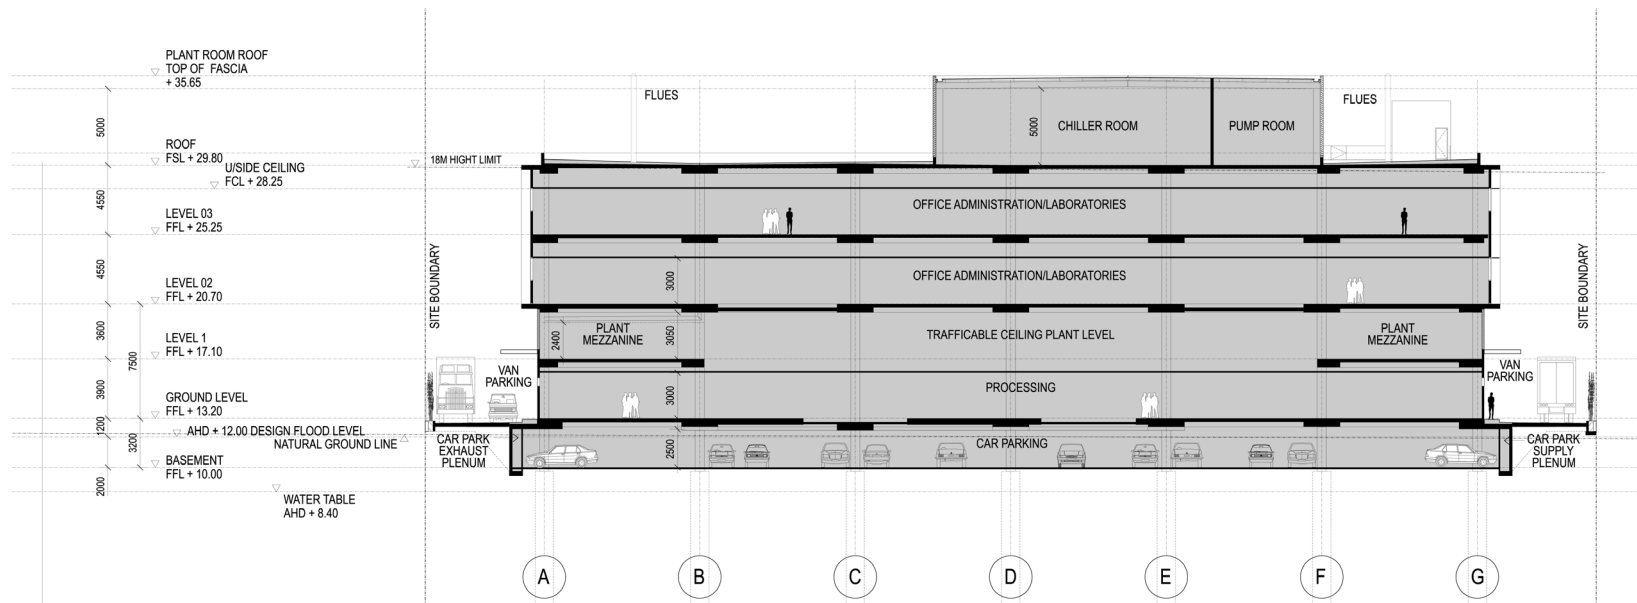 PLANT ROOM ROOF
TOP OF FASCIA
+ 35.65
FLUES
FLUES
5000
5000
CHILLER ROOM
PUMP ROOM
ROOF
FSL + 29.80
18M HIGHT LIMIT
U/SIDE CEILING
FCL + 28.25
4550
OFFICE ADMINISTRATION/LABORATORIES
LEVEL 03
FFL + 25.25
SITE BOUNDARY
SITE BOUNDARY
4550
3000
OFFICE ADMINISTRATION/LABORATORIES
LEVEL 02
FFL + 20.70
3600
7500
2400
PLANT
MEZZANINE
3050
TRAFFICABLE CEILING PLANT LEVEL
PLANT
MEZZANINE
LEVEL 1
FFL + 17.10
VAN
PARKING
VAN
PARKING
3900
3000
PROCESSING
GROUND LEVEL
FFL + 13.20
1200
3200
AHD + 12.00 DESIGN FLOOD LEVEL
NATURAL GROUND LINE
CAR PARK
EXHAUST
PLENUM
2500
CAR PARKING
CAR PARK
SUPPLY
PLENUM
BASEMENT
FFL + 10.00
2000
WATER TABLE
AHD + 8.40
A
B
C
D
E
F
G